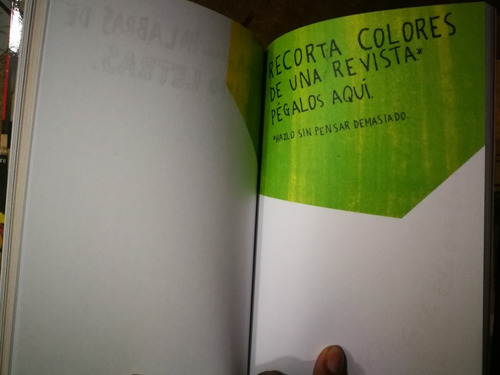 RECORTA COLORES
DE UNA REVISTA*
PÉGALOS AQUÍ.
*HAZLO SIN PENSAR DEMASIADO.